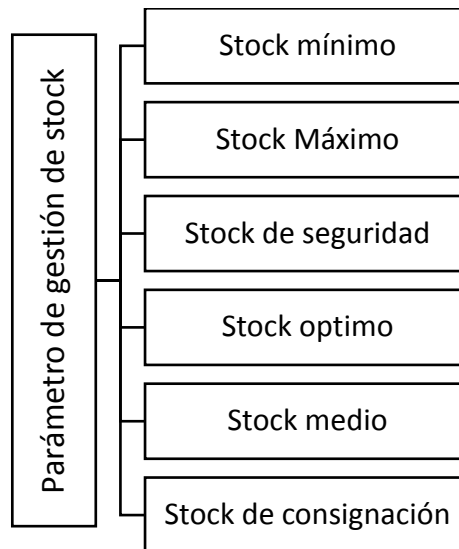 Parámetro de gestión de stock
Stock mínimo
Stock Máximo
Stock de seguridad
Stock optimo
Stock medio
Stock de consignación